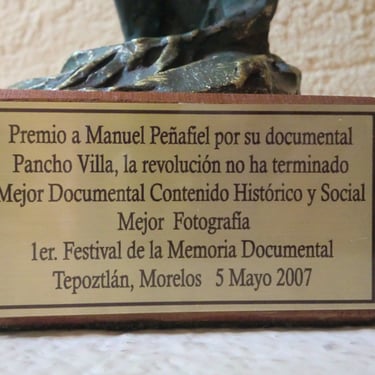 Premio a Manuel Peñafiel por su documental
Pancho Villa, la revolución no ha terminado
Mejor Documental Contenido Histórico y Social
Mejor Fotografía
1er. Festival de la Memoria Documental
Tepoztlán, Morelos 5 Mayo 2007